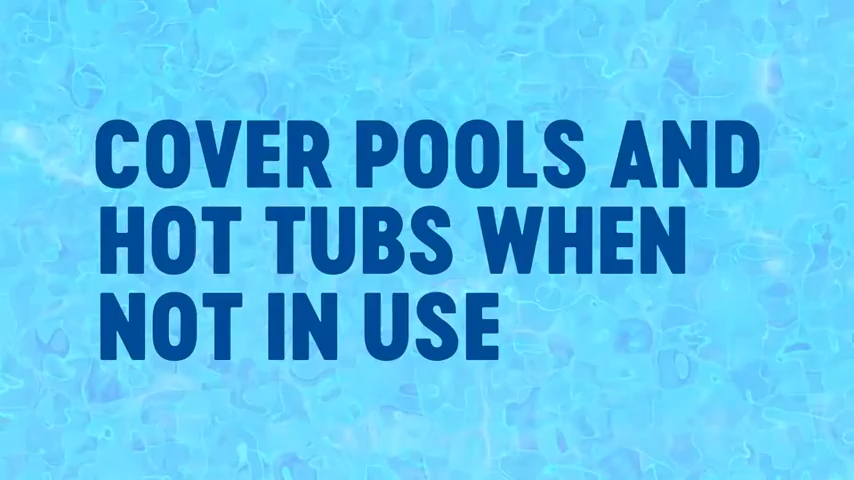 COVER POOLS AND
HOT TUBS WHEN
NOT IN USE